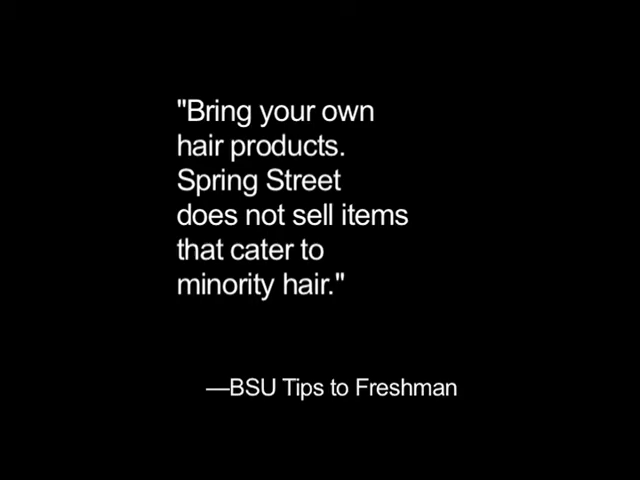 "Bring your own
hair products.
Spring Street
does not sell items
that cater to
minority hair."
—BSU Tips to Freshman